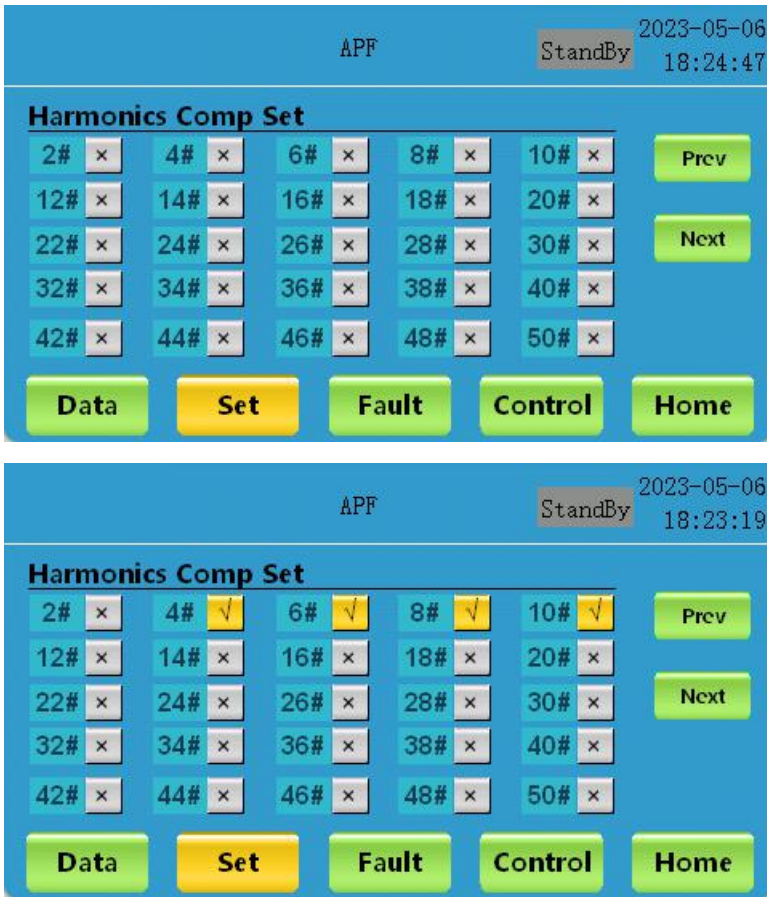 APF StandBy 2023-05-06
18:24:47
Harmonics Comp Set
2# × 4# × 6# × 8# × 10# × Prev
12# × 14# × 16# × 18# × 20# ×
22# × 24# × 26# × 28# × 30# × Next
32# × 34# × 36# × 38# × 40# ×
42# × 44# × 46# × 48# × 50# ×
Data Set Fault Control Home
APF StandBy 2023-05-06
18:23:19
Harmonics Comp Set
2# × 4# √ 6# √ 8# √ 10# √ Prev
12# × 14# × 16# × 18# × 20# ×
22# × 24# × 26# × 28# × 30# × Next
32# × 34# × 36# × 38# × 40# ×
42# × 44# × 46# × 48# × 50# ×
Data Set Fault Control Home